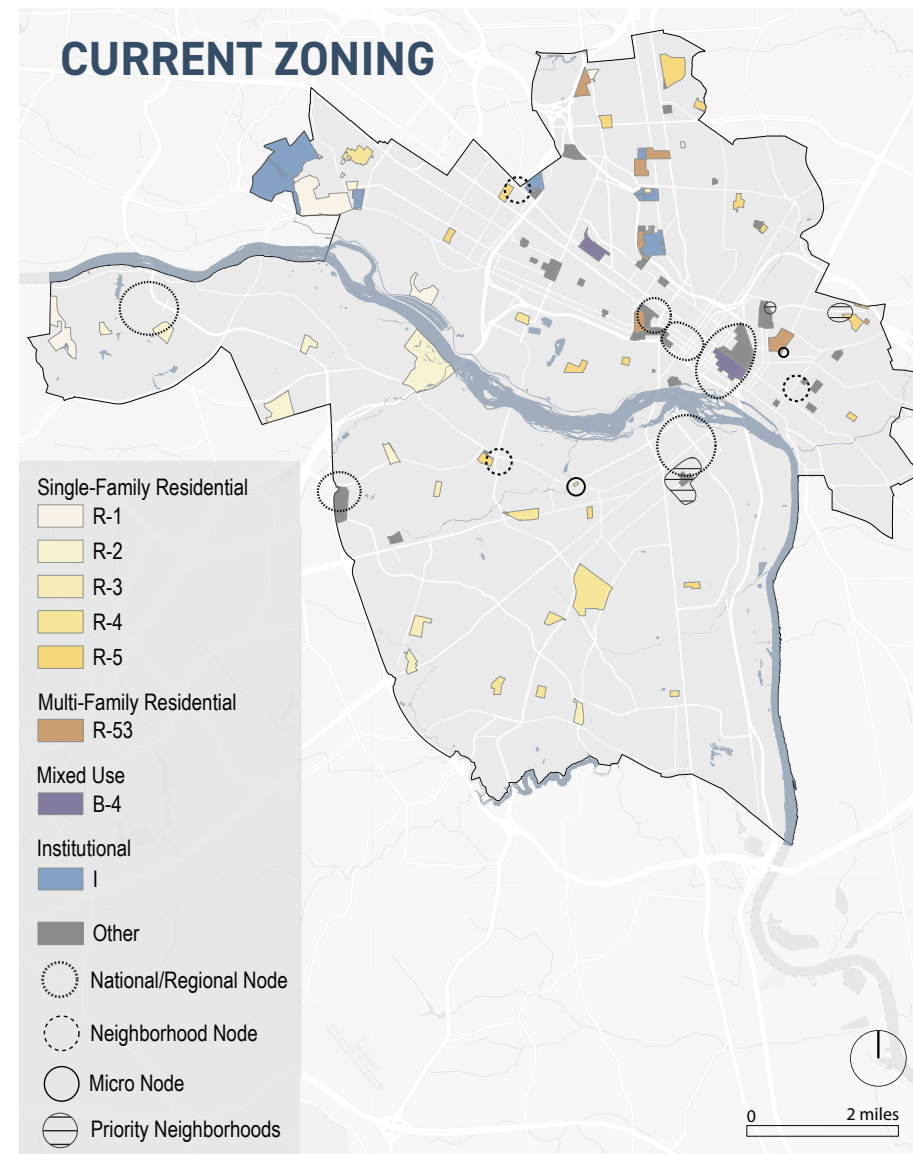 CURRENT ZONING
Single-Family Residential
R-1
R-2
R-3
R-4
R-5
Multi-Family Residential
R-53
Mixed Use
B-4
Institutional
I
Other
National/Regional Node
Neighborhood Node
Micro Node
Priority Neighborhoods
0 2 miles